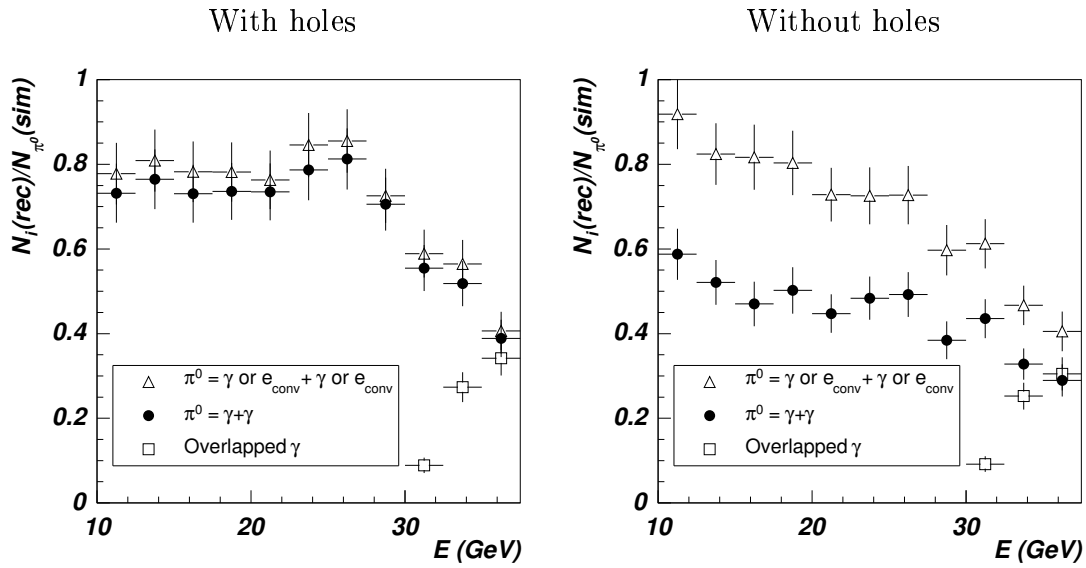 With holes
N_i(rec)/N_π⁰(sim)
1
0.8
0.6
0.4
0.2
0
π⁰ = γ or e_conv + γ or e_conv
π⁰ = γ+γ
Overlapped γ
10 20 30
E (GeV)
Without holes
N_i(rec)/N_π⁰(sim)
1
0.8
0.6
0.4
0.2
0
π⁰ = γ or e_conv + γ or e_conv
π⁰ = γ+γ
Overlapped γ
10 20 30
E (GeV)